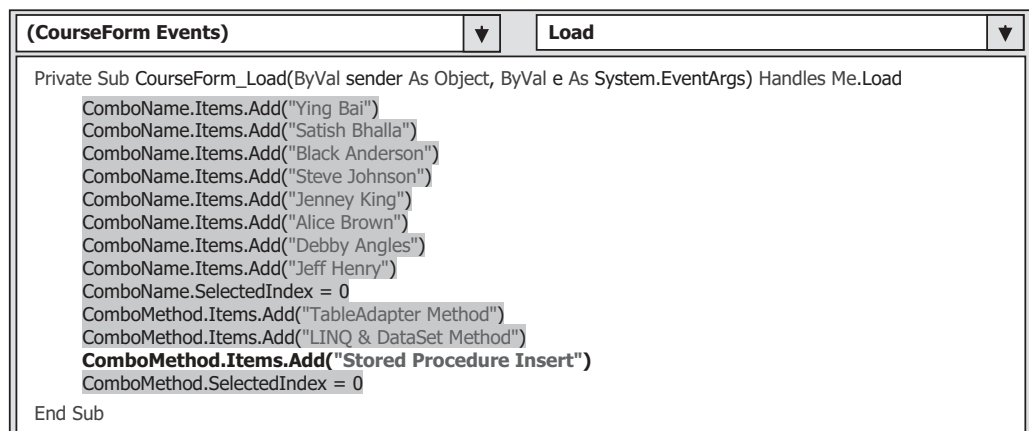 (CourseForm Events) Load
Private Sub CourseForm_Load(ByVal sender As Object, ByVal e As System.EventArgs) Handles Me.Load
ComboName.Items.Add("Ying Bai")
ComboName.Items.Add("Satish Bhalla")
ComboName.Items.Add("Black Anderson")
ComboName.Items.Add("Steve Johnson")
ComboName.Items.Add("Jenney King")
ComboName.Items.Add("Alice Brown")
ComboName.Items.Add("Debby Angles")
ComboName.Items.Add("Jeff Henry")
ComboName.SelectedIndex = 0
ComboMethod.Items.Add("TableAdapter Method")
ComboMethod.Items.Add("LINQ & DataSet Method")
ComboMethod.Items.Add("Stored Procedure Insert")
ComboMethod.SelectedIndex = 0
End Sub